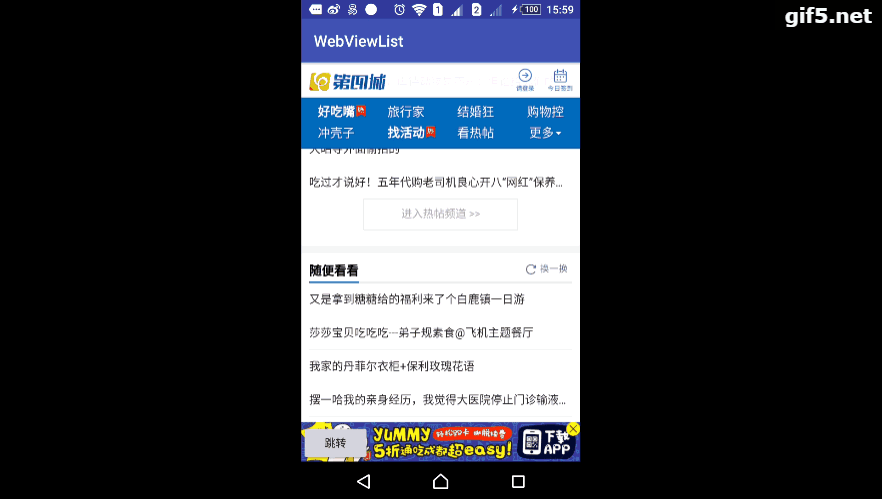 gif5.net
1
2
100
15:59
WebViewList
第四城
请登录
今日签到
好吃嘴
旅行家
结婚狂
购物控
冲壳子
找活动
看热帖
更多
吃过才说好！五年代购老司机良心开八“网红”保养...
进入热帖频道 >>
随便看看
换一换
又是拿到糖糖给的福利来了个白鹿镇一日游
莎莎宝贝吃吃吃---弟子规素食@飞机主题餐厅
我家的丹菲尔衣柜+保利玫瑰花语
摆一哈我的亲身经历，我觉得大医院停止门诊输液...
跳转
YUMMY
5折通吃成都超easy!
下载
APP